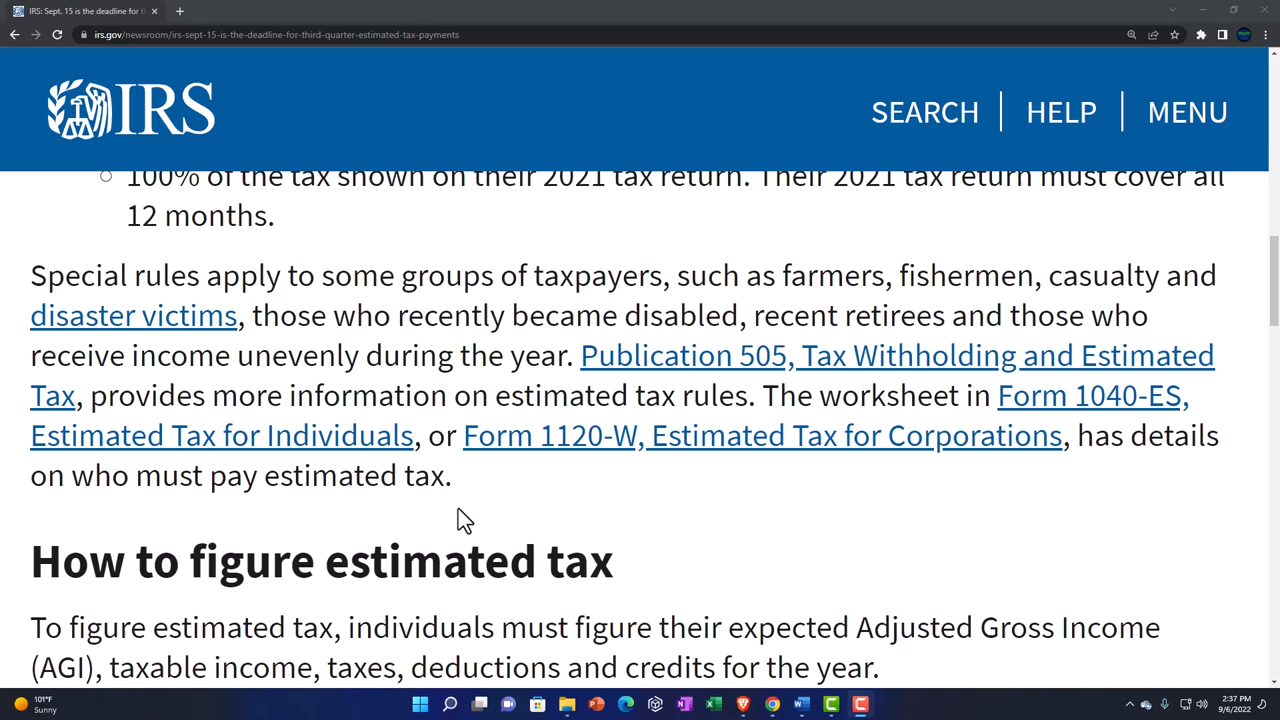 IRS: Sept. 15 is the deadline for t
irs.gov/newsroom/irs-sept-15-is-the-deadline-for-third-quarter-estimated-tax-payments
IRS
SEARCH
HELP
MENU
100% of the tax shown on their 2021 tax return. Their 2021 tax return must cover all
12 months.
Special rules apply to some groups of taxpayers, such as farmers, fishermen, casualty and
disaster victims, those who recently became disabled, recent retirees and those who
receive income unevenly during the year. Publication 505, Tax Withholding and Estimated
Tax, provides more information on estimated tax rules. The worksheet in Form 1040-ES,
Estimated Tax for Individuals, or Form 1120-W, Estimated Tax for Corporations, has details
on who must pay estimated tax.
How to figure estimated tax
To figure estimated tax, individuals must figure their expected Adjusted Gross Income
(AGI), taxable income, taxes, deductions and credits for the year.
101°F
Sunny
2:37 PM
9/6/2022